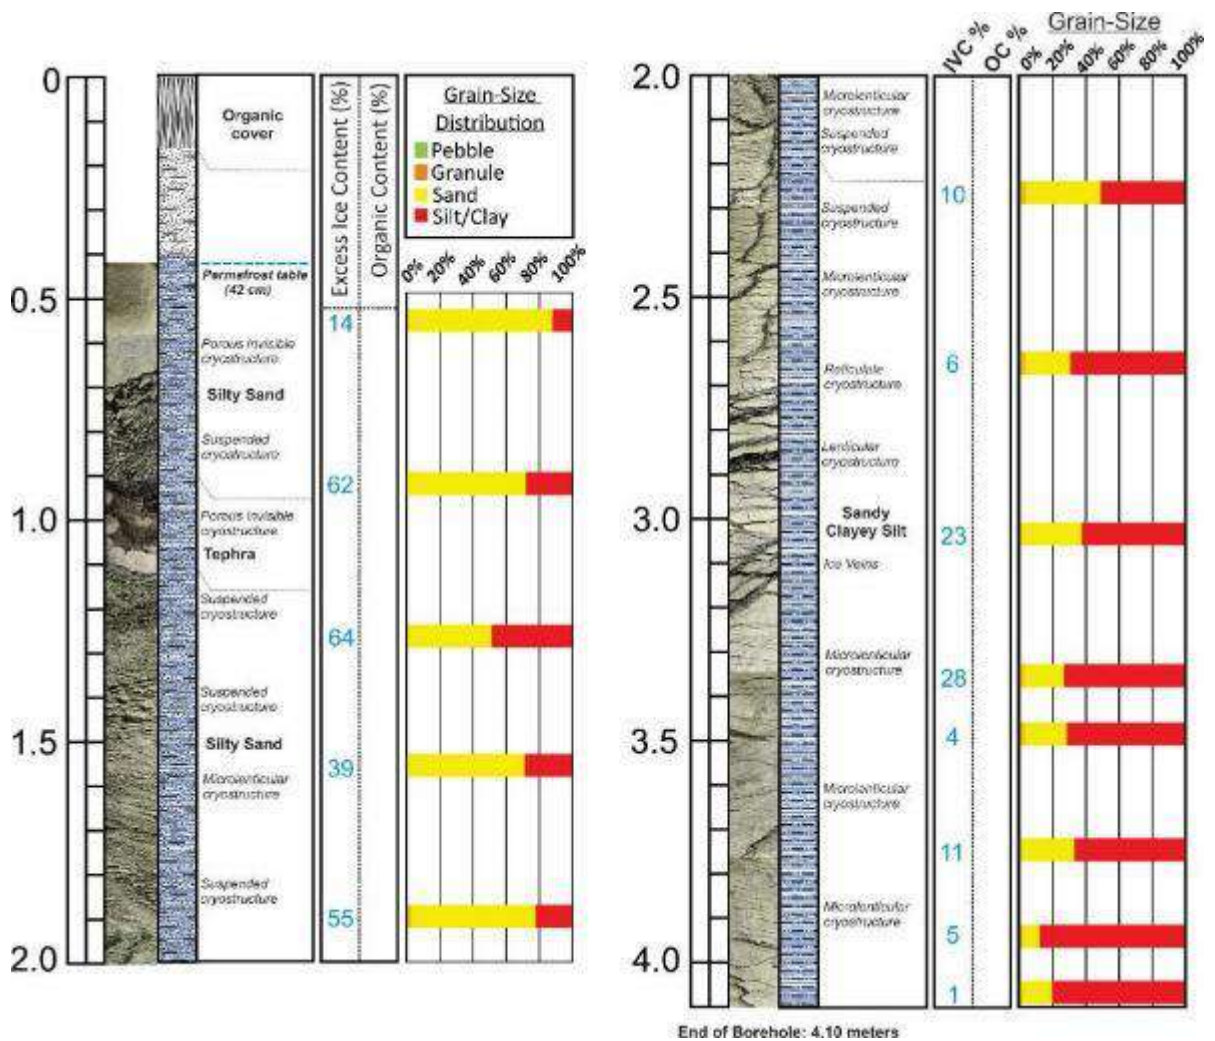 0
0.5
1.0
1.5
2.0
Organic
cover
Permafrost table
(42 cm)
Porous invisible
cryostructure
Silty Sand
Suspended
cryostructure
Porous invisible
cryostructure
Tephra
Suspended
cryostructure
Suspended
cryostructure
Silty Sand
Microlenticular
cryostructure
Suspended
cryostructure
Excess Ice Content (%)
Organic Content (%)
14
62
64
39
55
Grain-Size
Distribution
Pebble
Granule
Sand
Silt/Clay
0% 20% 40% 60% 80% 100%
2.0
2.5
3.0
3.5
4.0
Microlenticular
cryostructure
Suspended
cryostructure
Suspended
cryostructure
Microlenticular
cryostructure
Reticulate
cryostructure
Lenticular
cryostructure
Sandy
Clayey Silt
Ice Veins
Microlenticular
cryostructure
Microlenticular
cryostructure
Microlenticular
cryostructure
IVC %
OC %
10
6
23
28
4
11
5
1
Grain-Size
0% 20% 40% 60% 80% 100%
End of Borehole: 4.10 meters